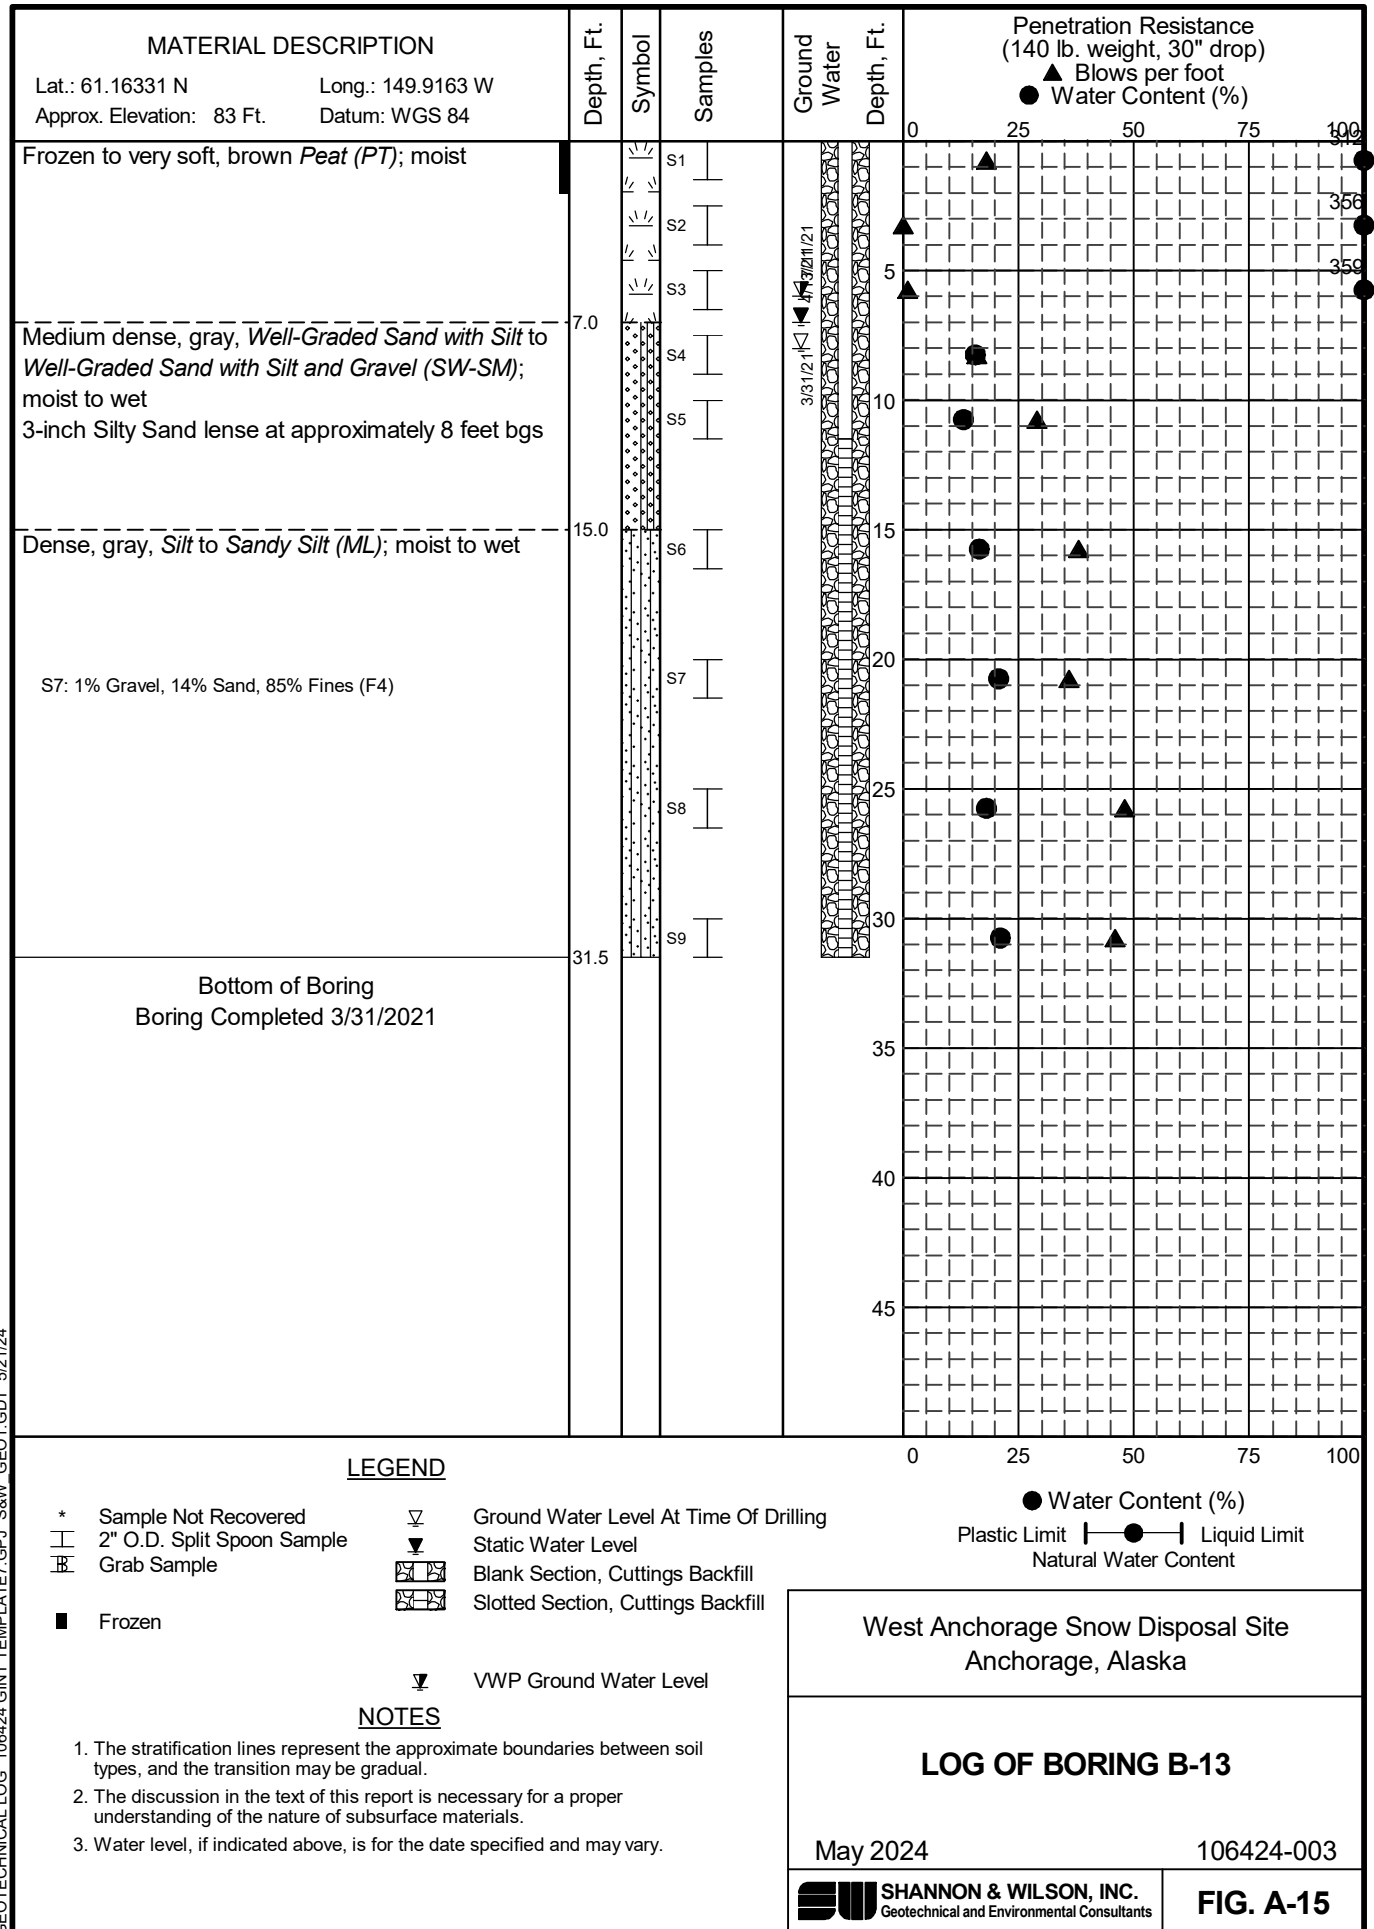 MATERIAL DESCRIPTION
Lat.: 61.16331 N Long.: 149.9163 W
Approx. Elevation: 83 Ft. Datum: WGS 84
Depth, Ft.
Symbol
Samples
Ground Water
Depth, Ft.
Penetration Resistance
(140 lb. weight, 30" drop)
▲ Blows per foot
● Water Content (%)
0 25 50 75 100
Frozen to very soft, brown Peat (PT); moist
S1
312
S2
356
S3
5
359
7.0
Medium dense, gray, Well-Graded Sand with Silt to
Well-Graded Sand with Silt and Gravel (SW-SM);
moist to wet
3-inch Silty Sand lense at approximately 8 feet bgs
S4
3/31/21
10
S5
15.0
15
Dense, gray, Silt to Sandy Silt (ML); moist to wet
S6
20
S7: 1% Gravel, 14% Sand, 85% Fines (F4)
S7
25
S8
30
S9
31.5
Bottom of Boring
Boring Completed 3/31/2021
35
40
45
0 25 50 75 100
LEGEND
* Sample Not Recovered
2" O.D. Split Spoon Sample
Grab Sample
Frozen
Ground Water Level At Time Of Drilling
Static Water Level
Blank Section, Cuttings Backfill
Slotted Section, Cuttings Backfill
VWP Ground Water Level
● Water Content (%)
Plastic Limit Liquid Limit
Natural Water Content
NOTES
1. The stratification lines represent the approximate boundaries between soil
types, and the transition may be gradual.
2. The discussion in the text of this report is necessary for a proper
understanding of the nature of subsurface materials.
3. Water level, if indicated above, is for the date specified and may vary.
West Anchorage Snow Disposal Site
Anchorage, Alaska
LOG OF BORING B-13
May 2024 106424-003
SHANNON & WILSON, INC.
Geotechnical and Environmental Consultants
FIG. A-15
GEOTECHNICAL LOG 106424 GINT TEMPLATE7.GPJ S&W_GEO1.GDT 5/21/24